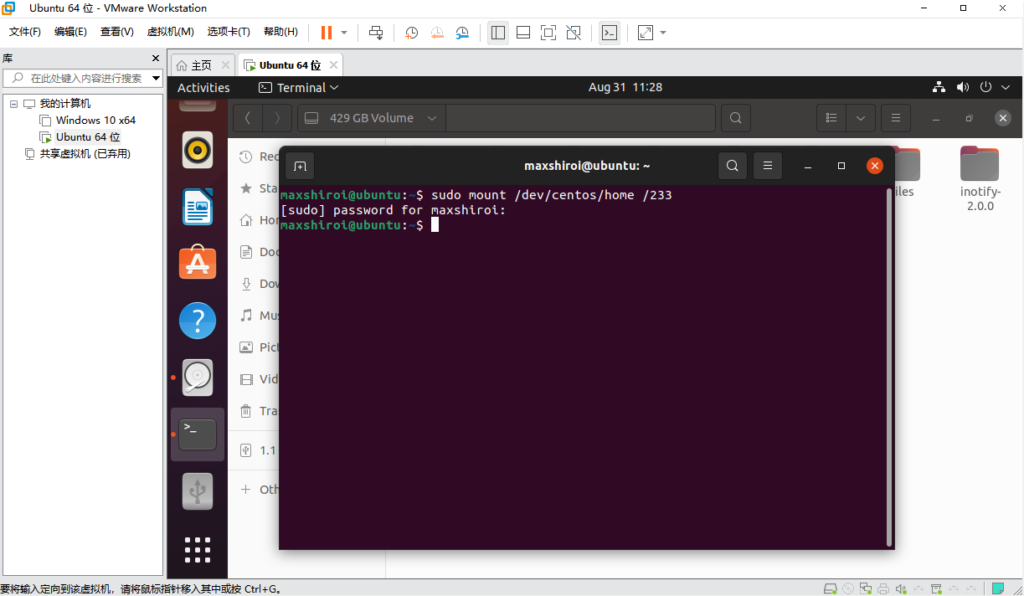 Ubuntu 64 位 - VMware Workstation
文件(F) 编辑(E) 查看(V) 虚拟机(M) 选项卡(T) 帮助(H)
库
在此处键入内容进行搜索
我的计算机
Windows 10 x64
Ubuntu 64 位
共享虚拟机 (已弃用)
主页 Ubuntu 64 位
Activities Terminal Aug 31 11:28
429 GB Volume
Rec
Sta
Hor
Doc
Dov
Mus
Pict
Vid
Tra
1.1
Oth
iles
inotify-
2.0.0
maxshiroi@ubuntu: ~
maxshiroi@ubuntu:~$ sudo mount /dev/centos/home /233
[sudo] password for maxshiroi:
maxshiroi@ubuntu:~$
要将输入定向到该虚拟机，请将鼠标指针移入其中或按 Ctrl+G。